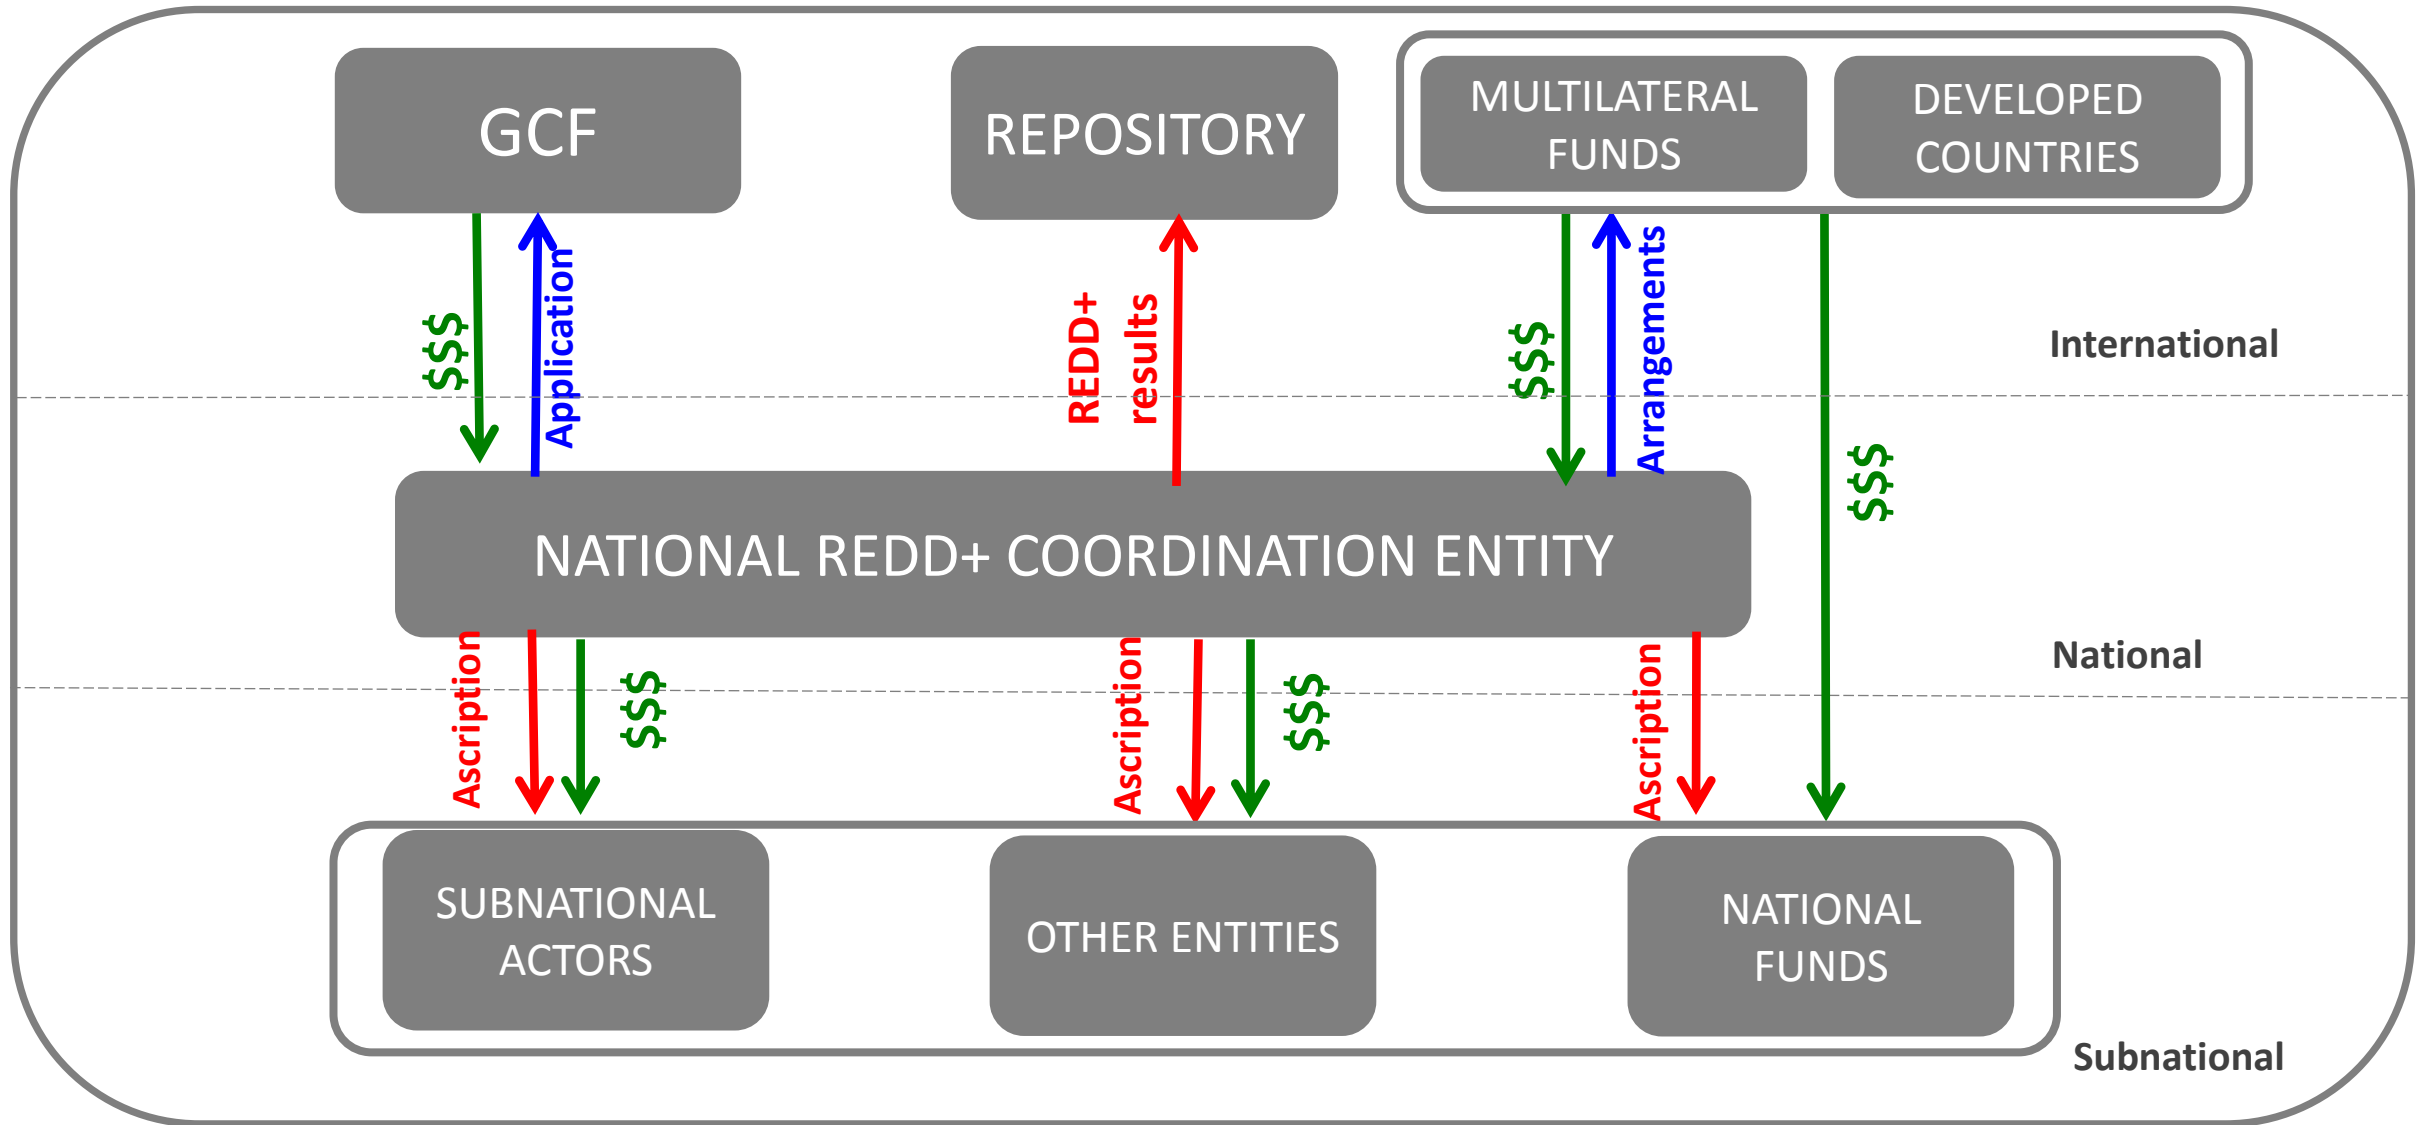 GCF
REPOSITORY
MULTILATERAL
FUNDS
DEVELOPED
COUNTRIES
$$$
Application
REDD+
results
$$$
Arrangements
$$$
International
NATIONAL REDD+ COORDINATION ENTITY
National
Ascription
$$$
Ascription
$$$
Ascription
SUBNATIONAL
ACTORS
OTHER ENTITIES
NATIONAL
FUNDS
Subnational